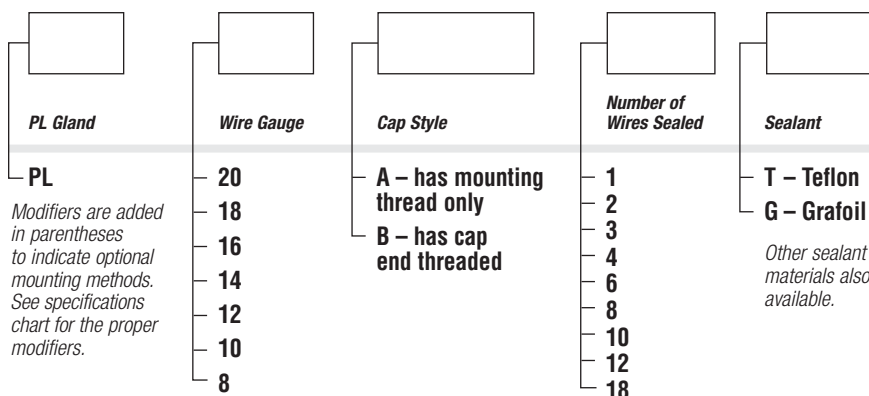 PL Gland
Wire Gauge
Cap Style
Number of
Wires Sealed
Sealant
PL
Modifiers are added
in parentheses
to indicate optional
mounting methods.
See specifications
chart for the proper
modifiers.
20
18
16
14
12
10
8
A – has mounting
thread only
B – has cap
end threaded
1
2
3
4
6
8
10
12
18
T – Teflon
G – Grafoil
Other sealant
materials also
available.